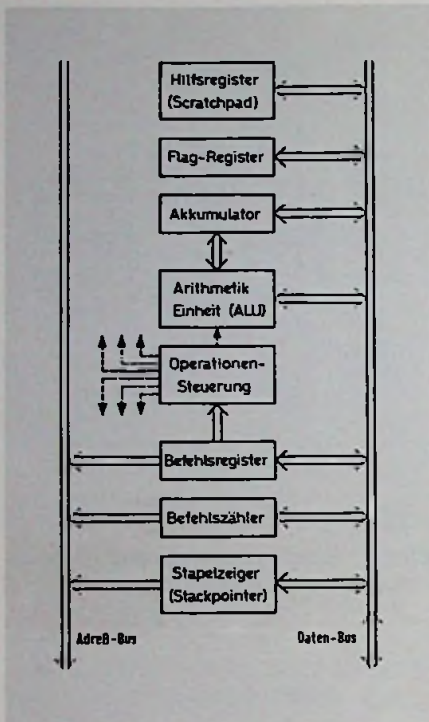 Hilfsregister
(Scratchpad)
Flag-Register
Akkumulator
Arithmetik
Einheit (ALU)
Operationen-
Steuerung
Befehlsregister
Befehlszähler
Stapelzeiger
(Stackpointer)
Adreß-Bus
Daten-Bus